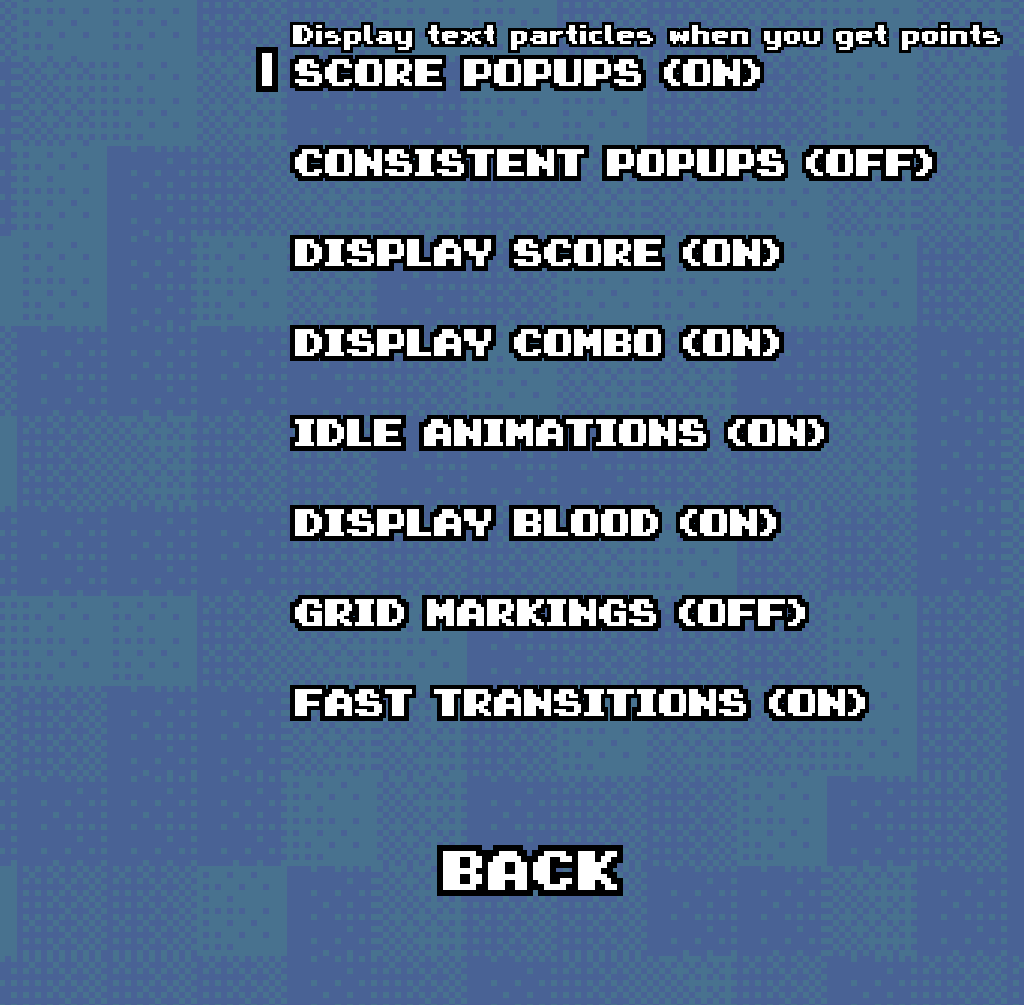 Display text particles when you get points
SCORE POPUPS (ON)
CONSISTENT POPUPS (OFF)
DISPLAY SCORE (ON)
DISPLAY COMBO (ON)
IDLE ANIMATIONS (ON)
DISPLAY BLOOD (ON)
GRID MARKINGS (OFF)
FAST TRANSITIONS (ON)
BACK